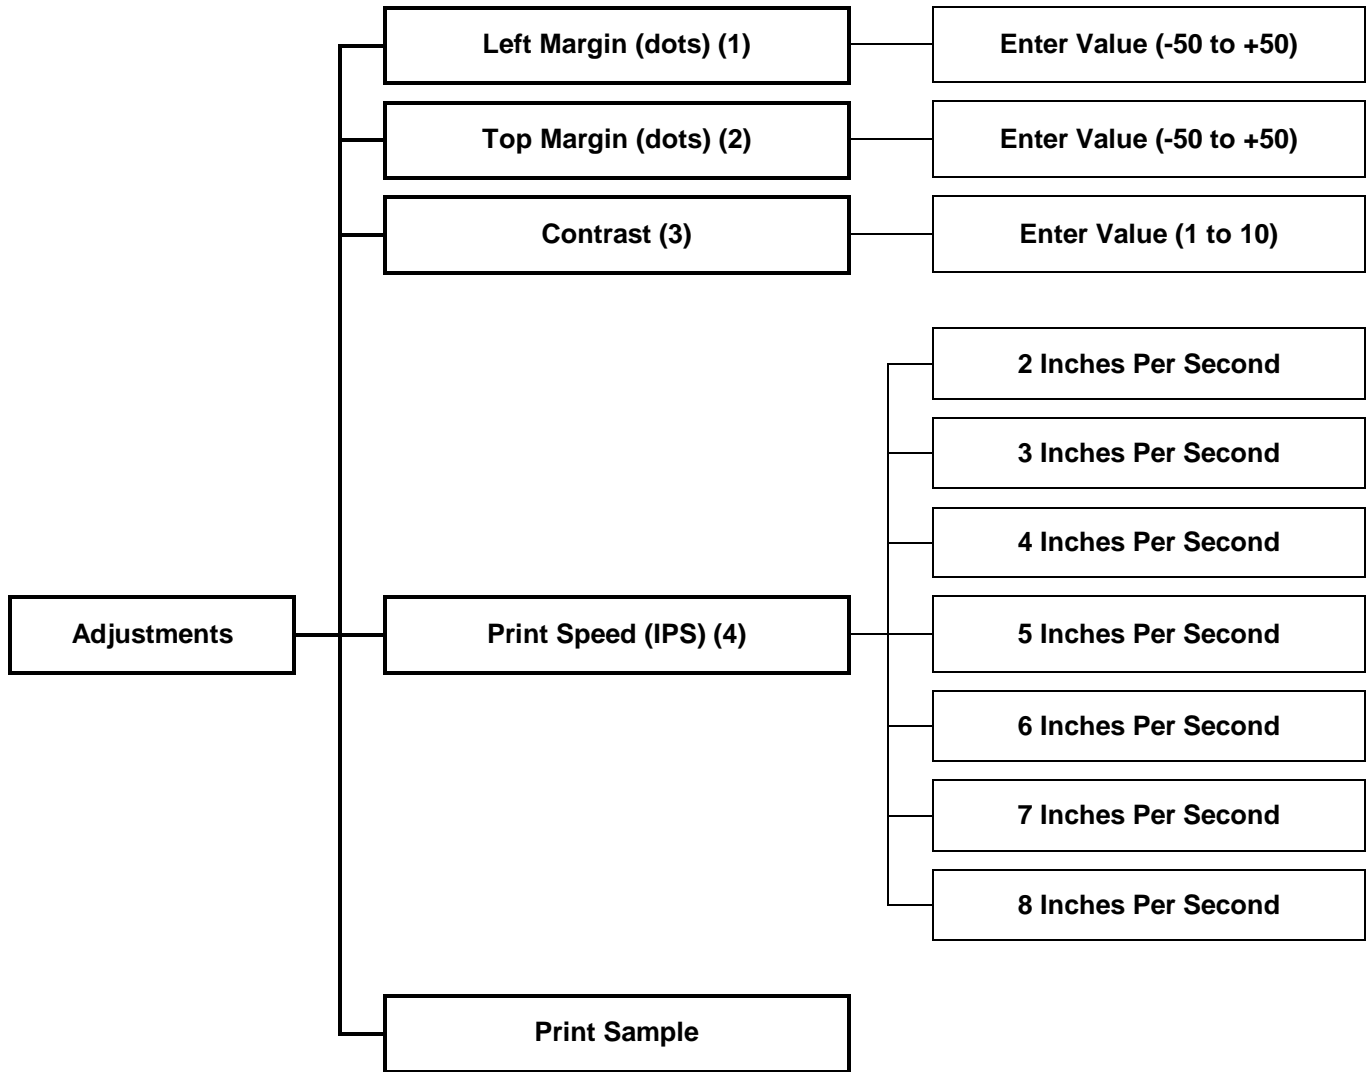 Left Margin (dots) (1)
Enter Value (-50 to +50)
Top Margin (dots) (2)
Enter Value (-50 to +50)
Contrast (3)
Enter Value (1 to 10)
2 Inches Per Second
3 Inches Per Second
4 Inches Per Second
Adjustments
Print Speed (IPS) (4)
5 Inches Per Second
6 Inches Per Second
7 Inches Per Second
8 Inches Per Second
Print Sample